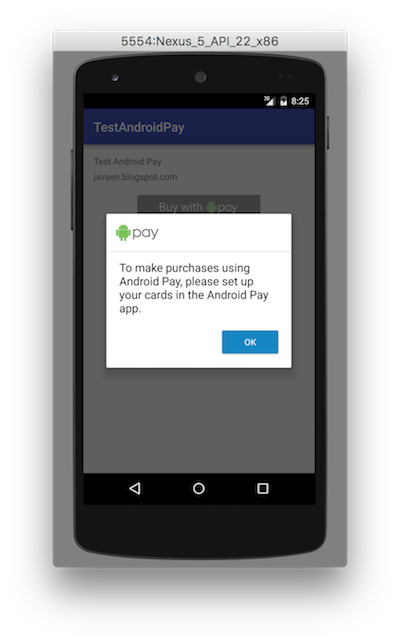 5554:Nexus_5_API_22_x86
3G 8:25
TestAndroidPay
Test Android Pay
javaen.blogspot.com
Buy with pay
pay
To make purchases using
Android Pay, please set up
your cards in the Android Pay
app.
OK